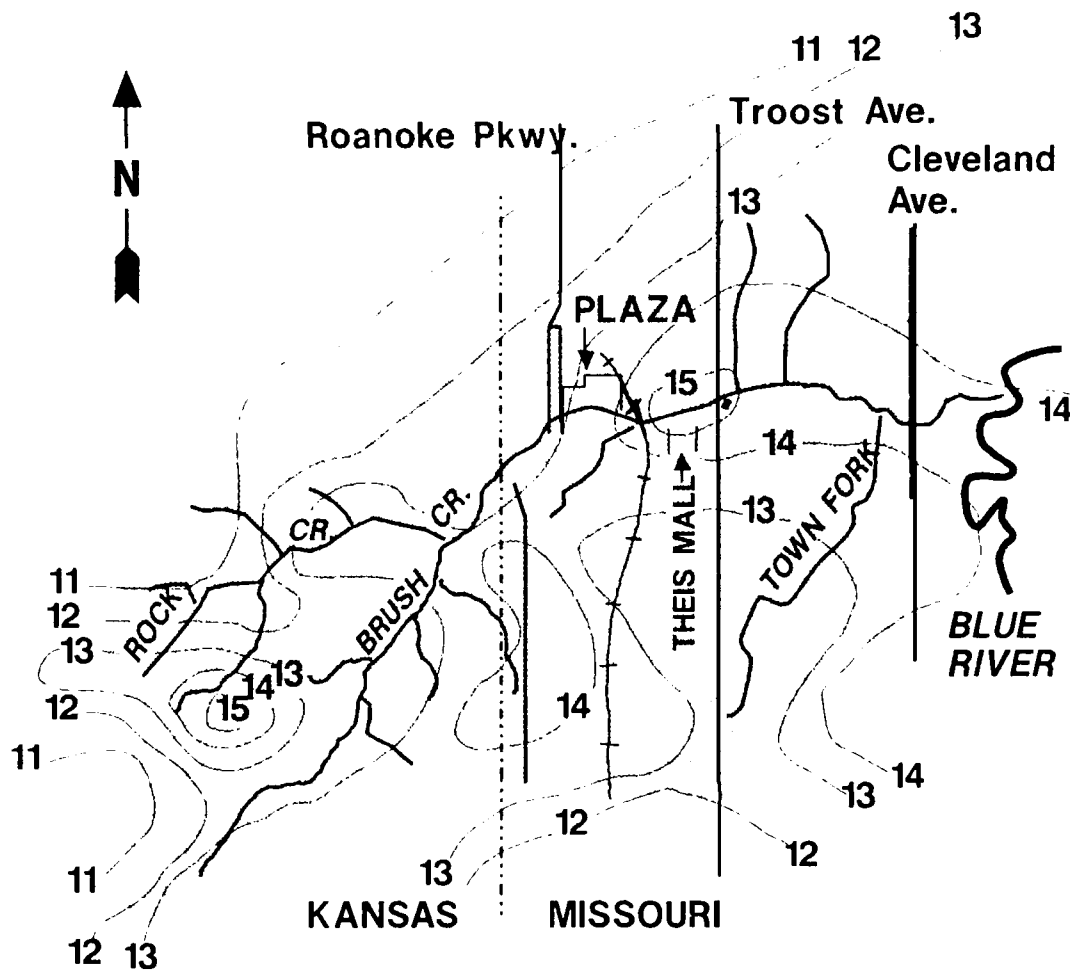 13
11 12
Troost Ave.
Roanoke Pkwy.
Cleveland
Ave.
N
13
PLAZA
15
14
14
THEIS MALL
13
TOWN FORK
CR.
CR.
BRUSH
ROCKY
11
12
13
13
14
15
12
14
11
BLUE
RIVER
14
13
12
12
13
11
KANSAS MISSOURI
12 13